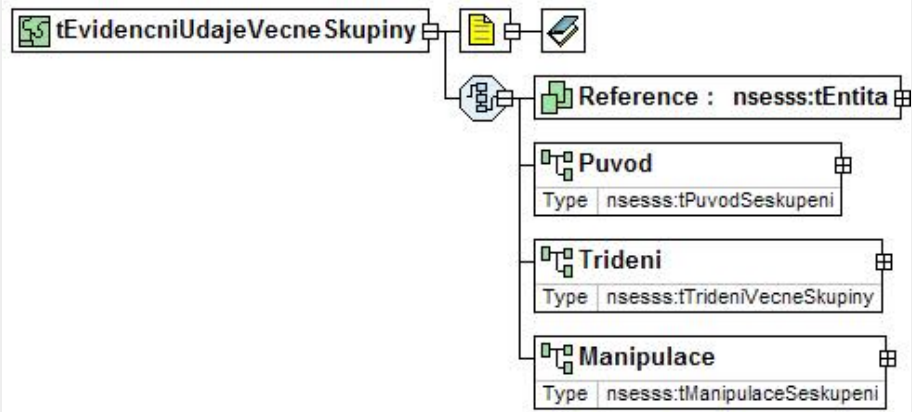 tEvidencniUdajeVecneSkupiny
Reference : nsesss:tEntita
Puvod
Type nsesss:tPuvodSeskupeni
Trideni
Type nsesss:tTrideniVecneSkupiny
Manipulace
Type nsesss:tManipulaceSeskupeni